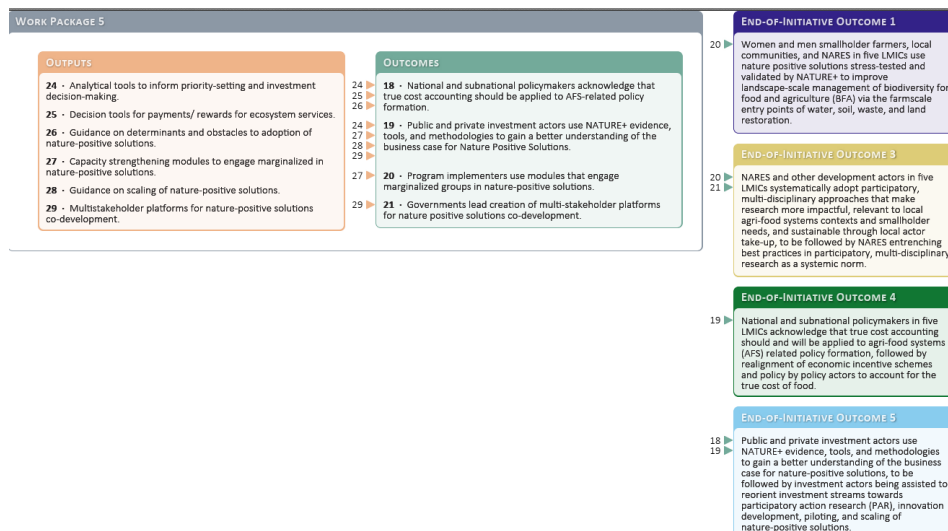 WORK PACKAGE 5
OUTPUTS
24 · Analytical tools to inform priority-setting and investment
decision-making.
25 · Decision tools for payments/ rewards for ecosystem services.
26 · Guidance on determinants and obstacles to adoption of
nature-positive solutions.
27 · Capacity strengthening modules to engage marginalized in
nature-positive solutions.
28 · Guidance on scaling of nature-positive solutions.
29 · Multistakeholder platforms for nature-positive solutions
co-development.
OUTCOMES
24
25
26
18 · National and subnational policymakers acknowledge that
true cost accounting should be applied to AFS-related policy
formation.
24
27
28
29
19 · Public and private investment actors use NATURE+ evidence,
tools, and methodologies to gain a better understanding of the
business case for Nature Positive Solutions.
27
20 · Program implementers use modules that engage
marginalized groups in nature-positive solutions.
29
21 · Governments lead creation of multi-stakeholder platforms
for nature positive solutions co-development.
END-OF-INITIATIVE OUTCOME 1
20
Women and men smallholder farmers, local
communities, and NARES in five LMICs use
nature positive solutions stress-tested and
validated by NATURE+ to improve
landscape-scale management of biodiversity for
food and agriculture (BFA) via the farmscale
entry points of water, soil, waste, and land
restoration.
END-OF-INITIATIVE OUTCOME 3
20
21
NARES and other development actors in five
LMICs systematically adopt participatory,
multi-disciplinary approaches that make
research more impactful, relevant to local
agri-food systems contexts and smallholder
needs, and sustainable through local actor
take-up, to be followed by NARES entrenching
best practices in participatory, multi-disciplinary
research as a systemic norm.
END-OF-INITIATIVE OUTCOME 4
19
National and subnational policymakers in five
LMICs acknowledge that true cost accounting
should and will be applied to agri-food systems
(AFS) related policy formation, followed by
realignment of economic incentive schemes
and policy by policy actors to account for the
true cost of food.
END-OF-INITIATIVE OUTCOME 5
18
19
Public and private investment actors use
NATURE+ evidence, tools, and methodologies
to gain a better understanding of the business
case for nature-positive solutions, to be
followed by investment actors being assisted to
reorient investment streams towards
participatory action research (PAR), innovation
development, piloting, and scaling of
nature-positive solutions.